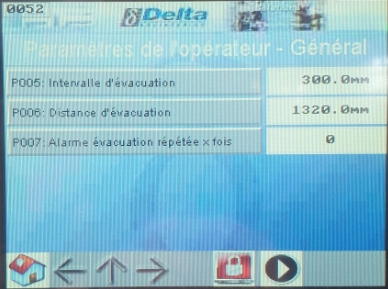 0052
Delta
ENGINEERING
Paramètres de l'opérateur - Général
P005: Intervalle d'évacuation
300.0mm
P006: Distance d'évacuation
1320.0mm
P007: Alarme évacuation répétée x fois
0